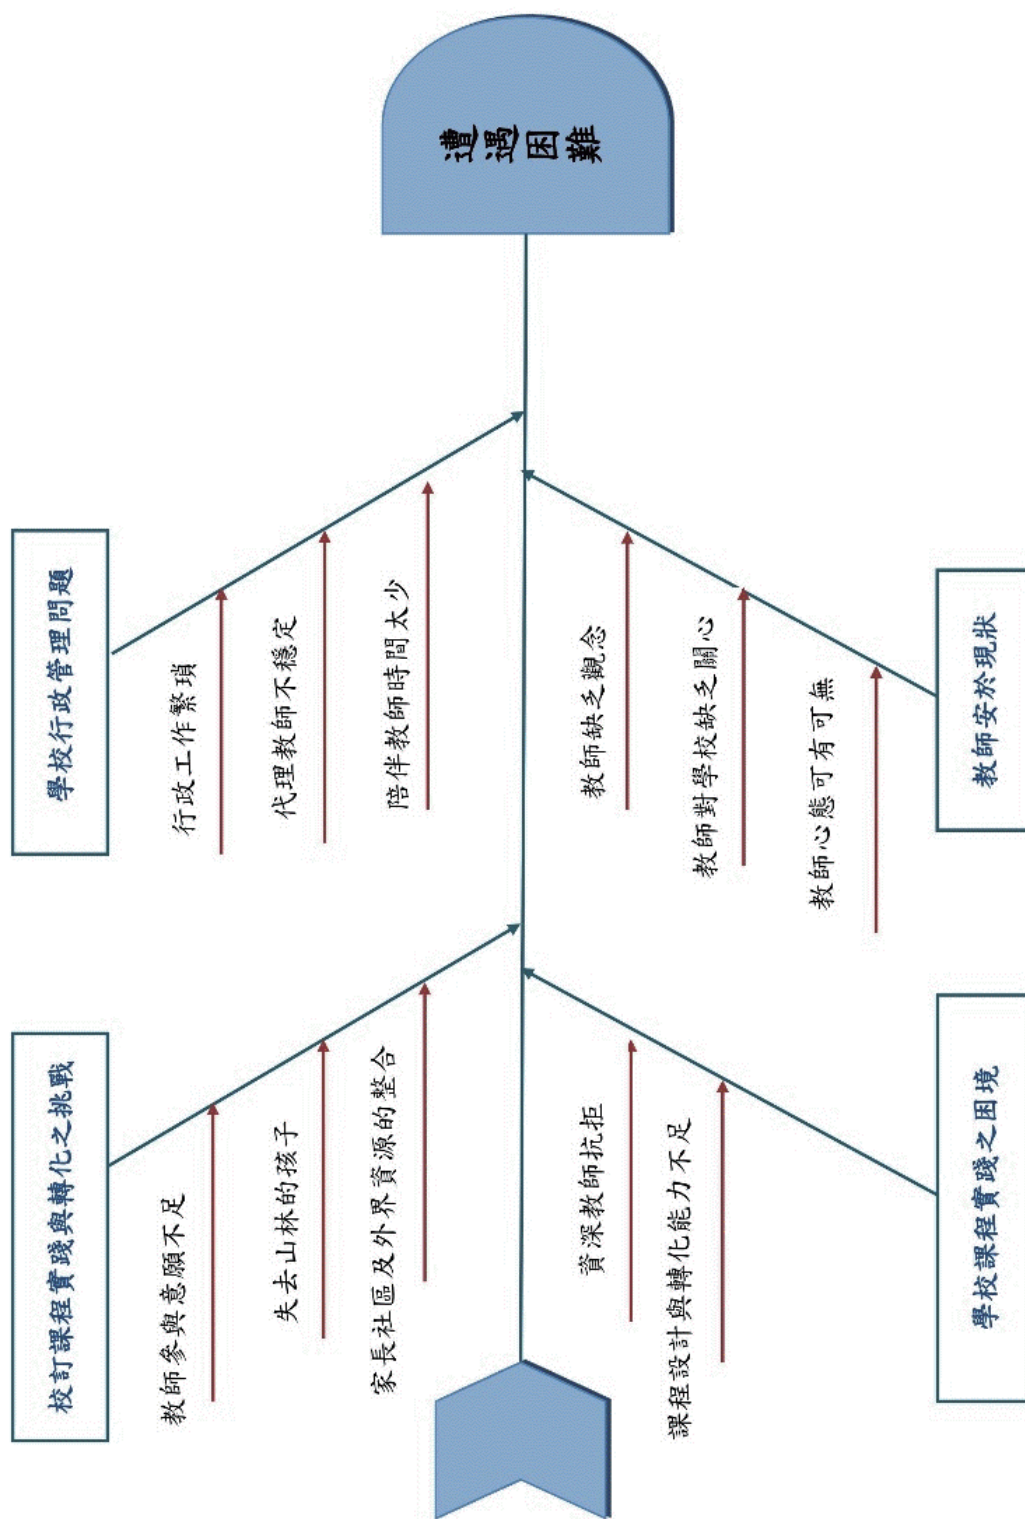 校訂課程實踐與轉化之挑戰
教師參與意願不足
失去山林的孩子
家長社區及外界資源的整合
學校行政管理問題
行政工作繁瑣
代理教師不穩定
陪伴教師時間太少
遭遇困難
資深教師抗拒
課程設計與轉化能力不足
學校課程實踐之困境
教師缺乏觀念
教師對學校缺乏關心
教師心態可有可無
教師安於現狀